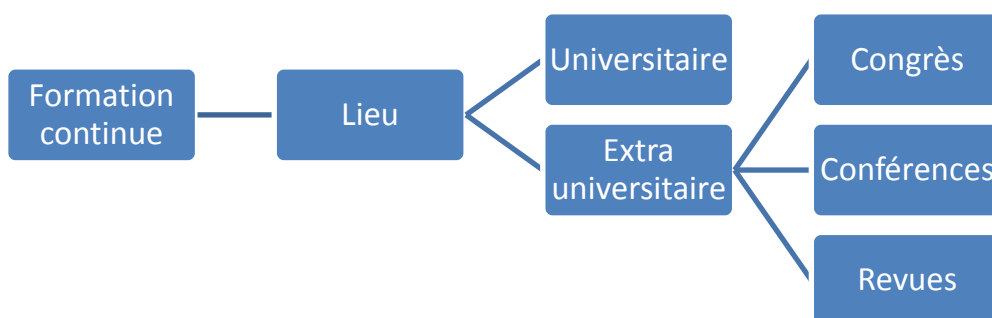 Formation
continue
Lieu
Universitaire
Extra
universitaire
Congrès
Conférences
Revues